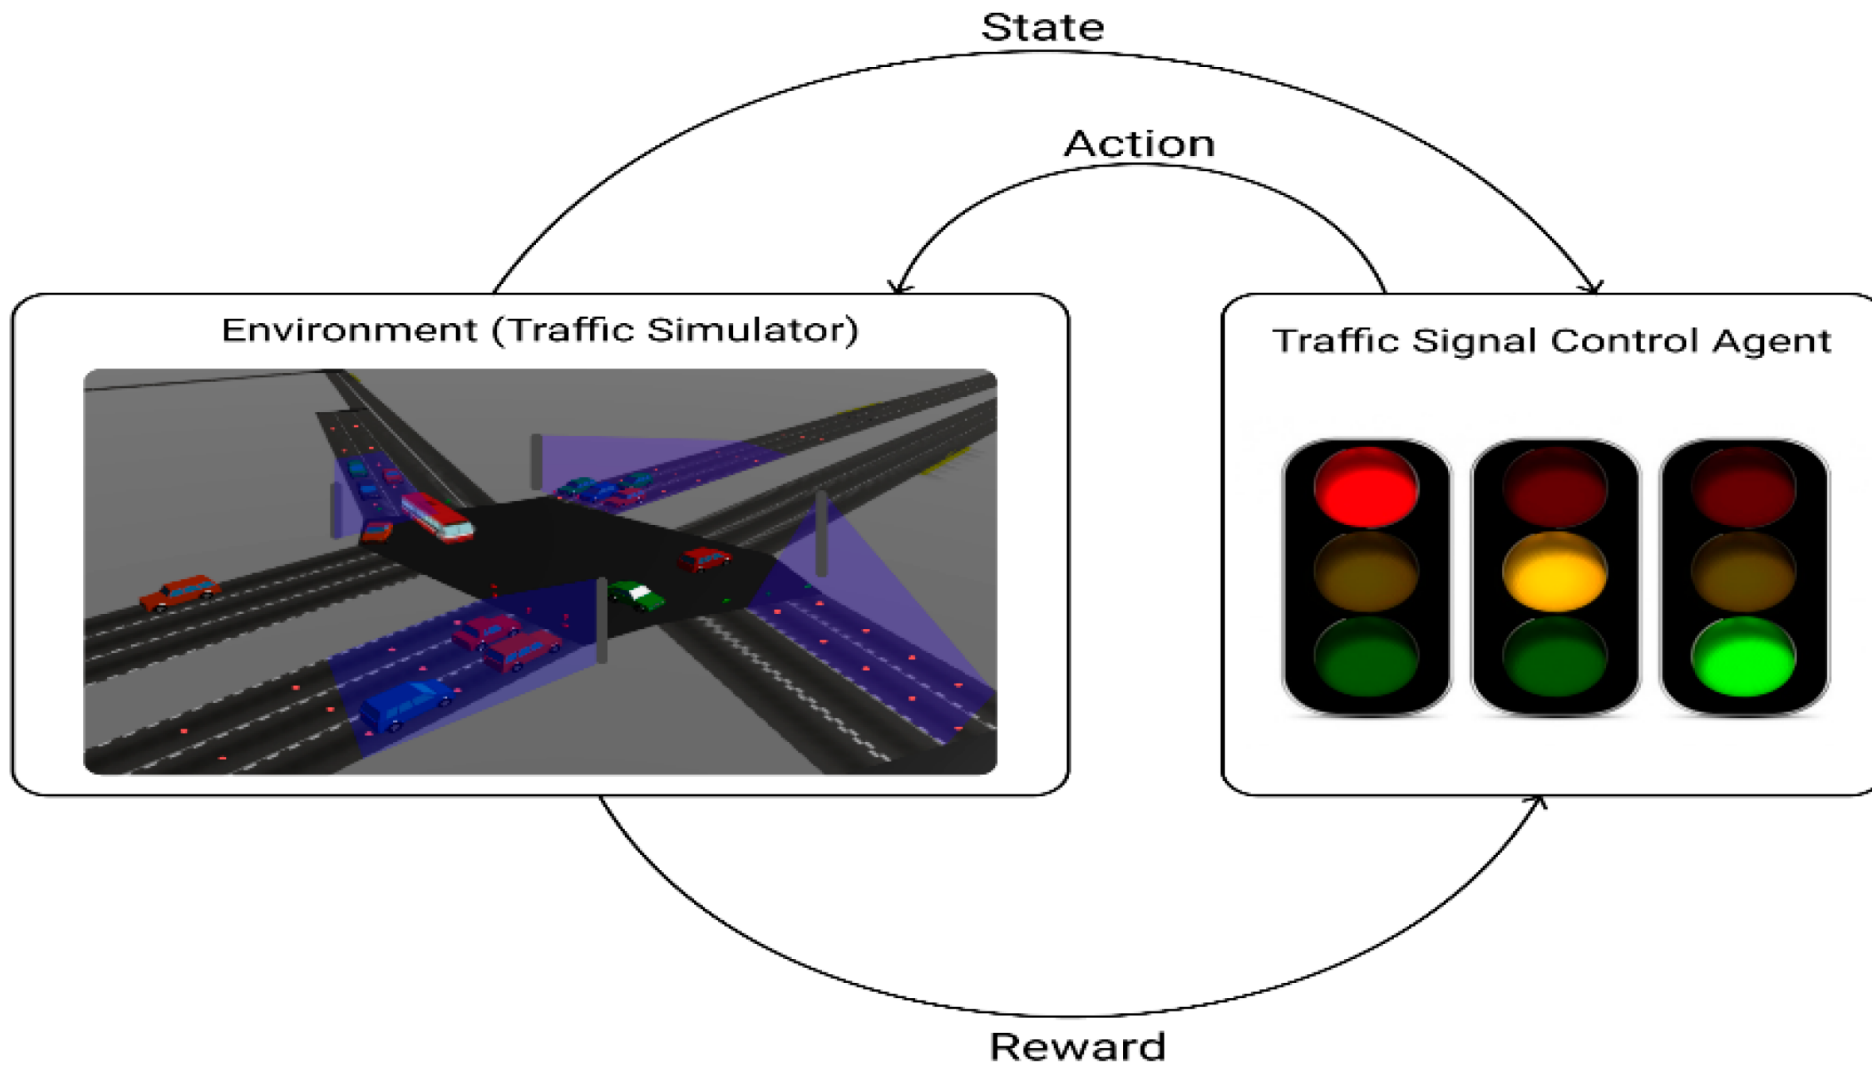 State
Action
Environment (Traffic Simulator)
Traffic Signal Control Agent
Reward